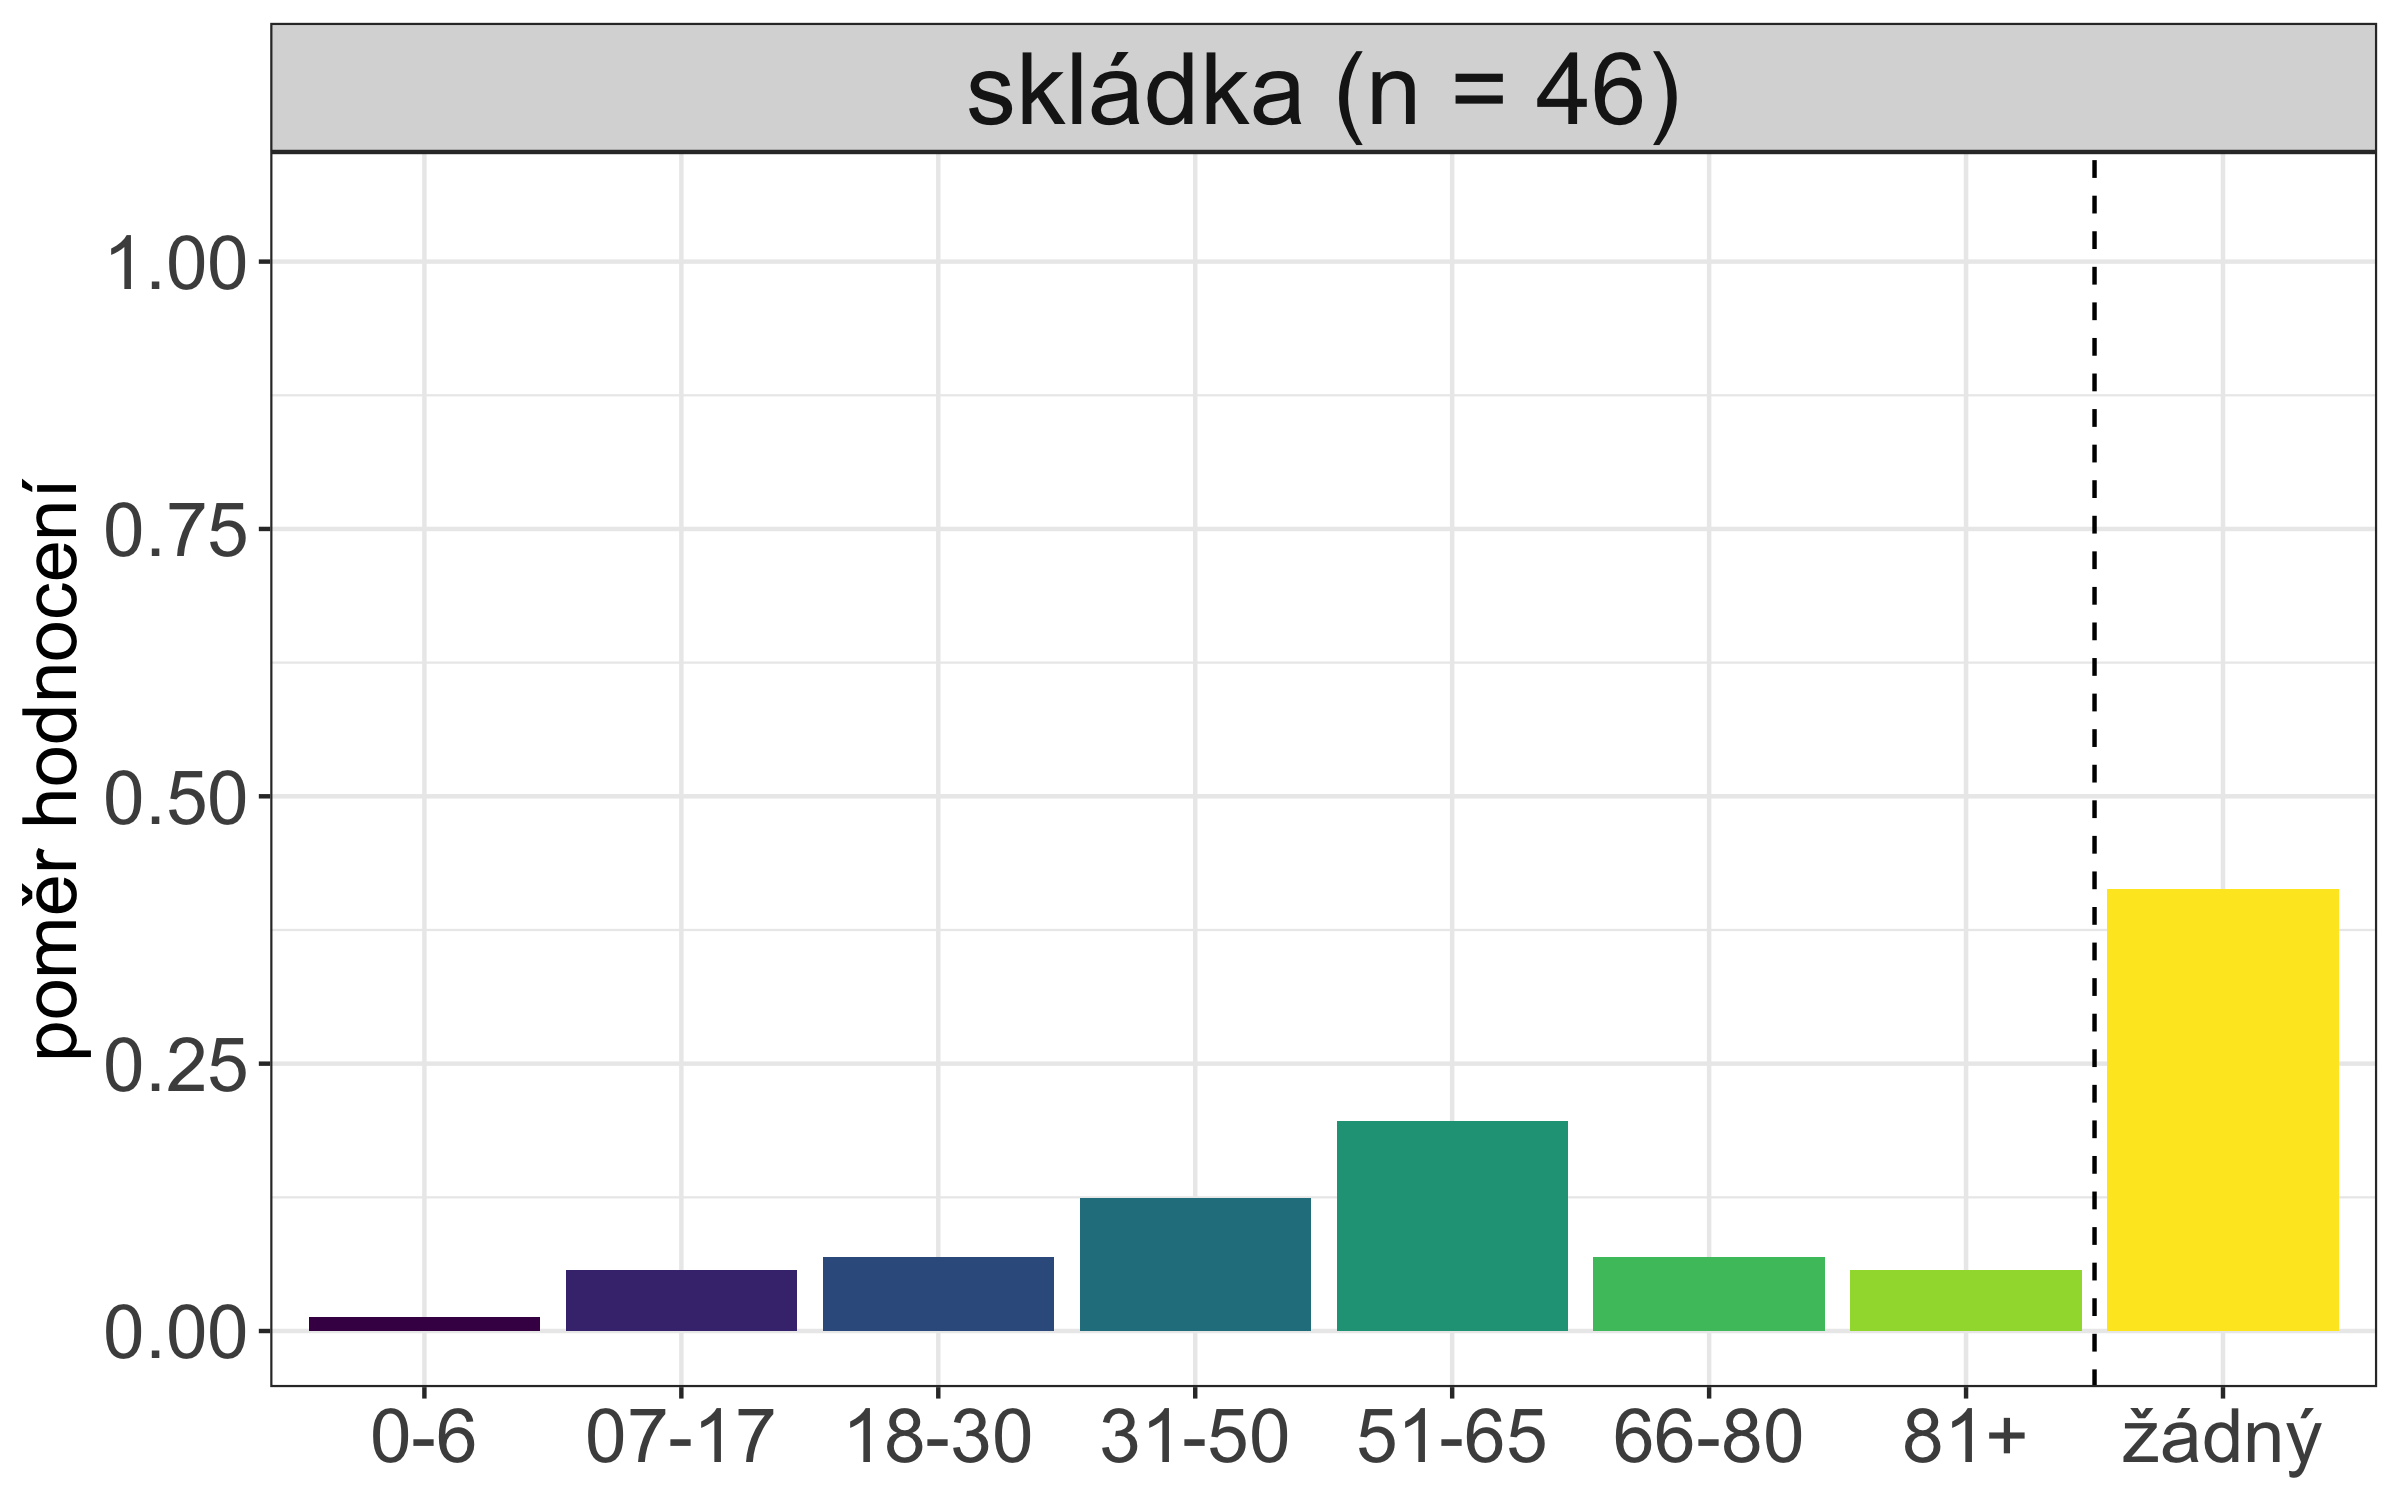 skládka (n = 46)
poměr hodnocení
1.00
0.75
0.50
0.25
0.00
0-6 07-17 18-30 31-50 51-65 66-80 81+ žádný